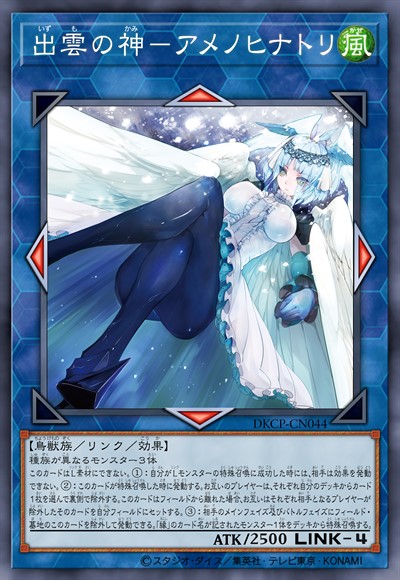 出雲の神－アメノヒナトリ 風
DKCP-CN044
【鳥獣族／リンク／効果】
種族が異なるモンスター3体
このカードはL素材にできない。①：自分がLモンスターの特殊召喚に成功した時には、相手は効果を発動
できない。②：このカードが特殊召喚した時に発動する。お互いのプレイヤーは、それぞれ自分のデッキからカード
1枚を選んで裏側で除外する。このカードはフィールドから離れた場合、お互いはそれぞれ相手となるプレイヤーが
除外したそのカードを自分フィールドにセットする。③：相手のメインフェイズ及びバトルフェイズにフィールド・
墓地のこのカードを除外して発動できる。「縁」のカード名が記されたモンスター1体をデッキから特殊召喚する。
ATK/2500 LINK-4
©スタジオ・ダイス／集英社・テレビ東京・KONAMI